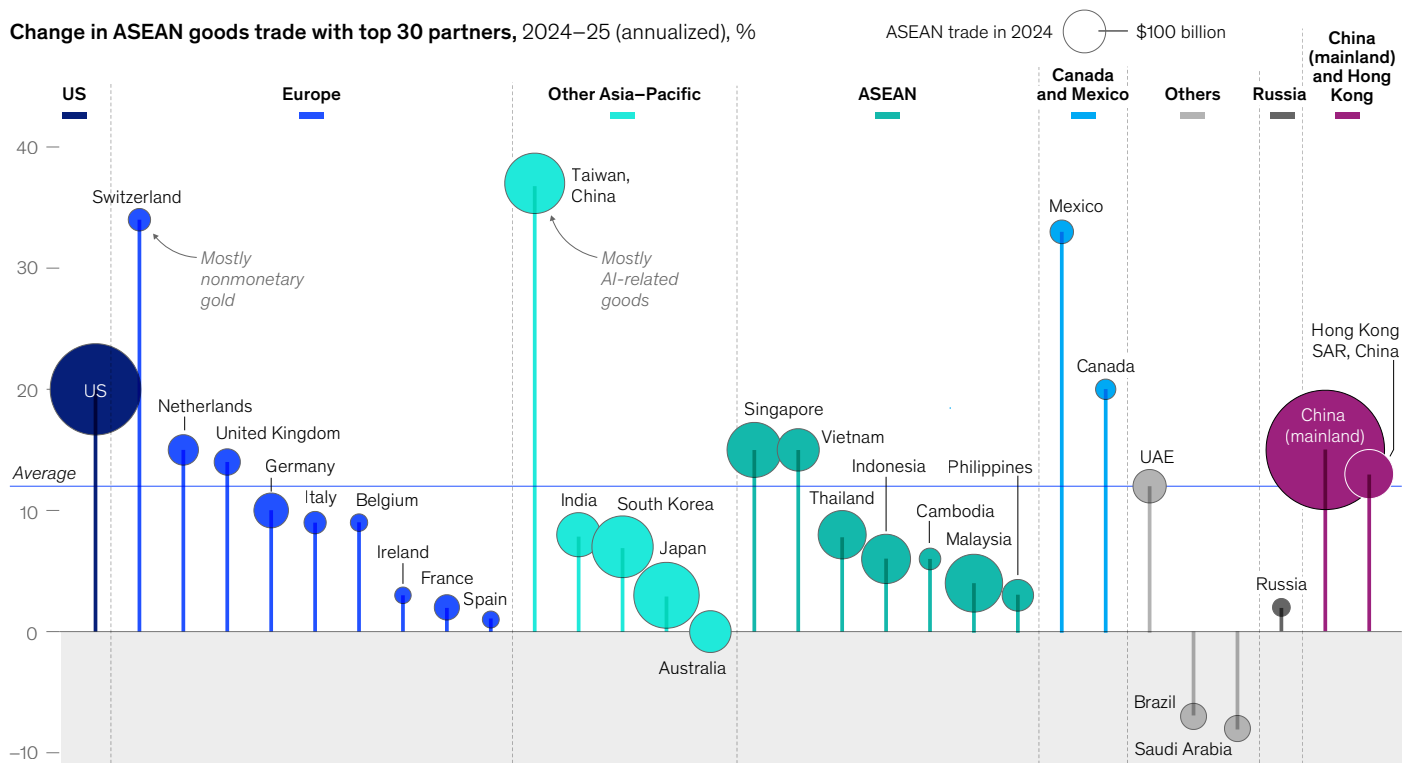 Change in ASEAN goods trade with top 30 partners, 2024–25 (annualized), %
ASEAN trade in 2024
$100 billion
US
Europe
Other Asia–Pacific
ASEAN
Canada
and Mexico
Others
Russia
China
(mainland)
and Hong
Kong
40
30
20
Average
10
0
–10
US
Switzerland
Mostly
nonmonetary
gold
Netherlands
United Kingdom
Germany
Italy
Belgium
Ireland
France
Spain
Taiwan,
China
Mostly
AI-related
goods
India
South Korea
Japan
Australia
Singapore
Vietnam
Thailand
Indonesia
Cambodia
Malaysia
Philippines
Mexico
Canada
UAE
Brazil
Saudi Arabia
Russia
China
(mainland)
Hong Kong
SAR, China